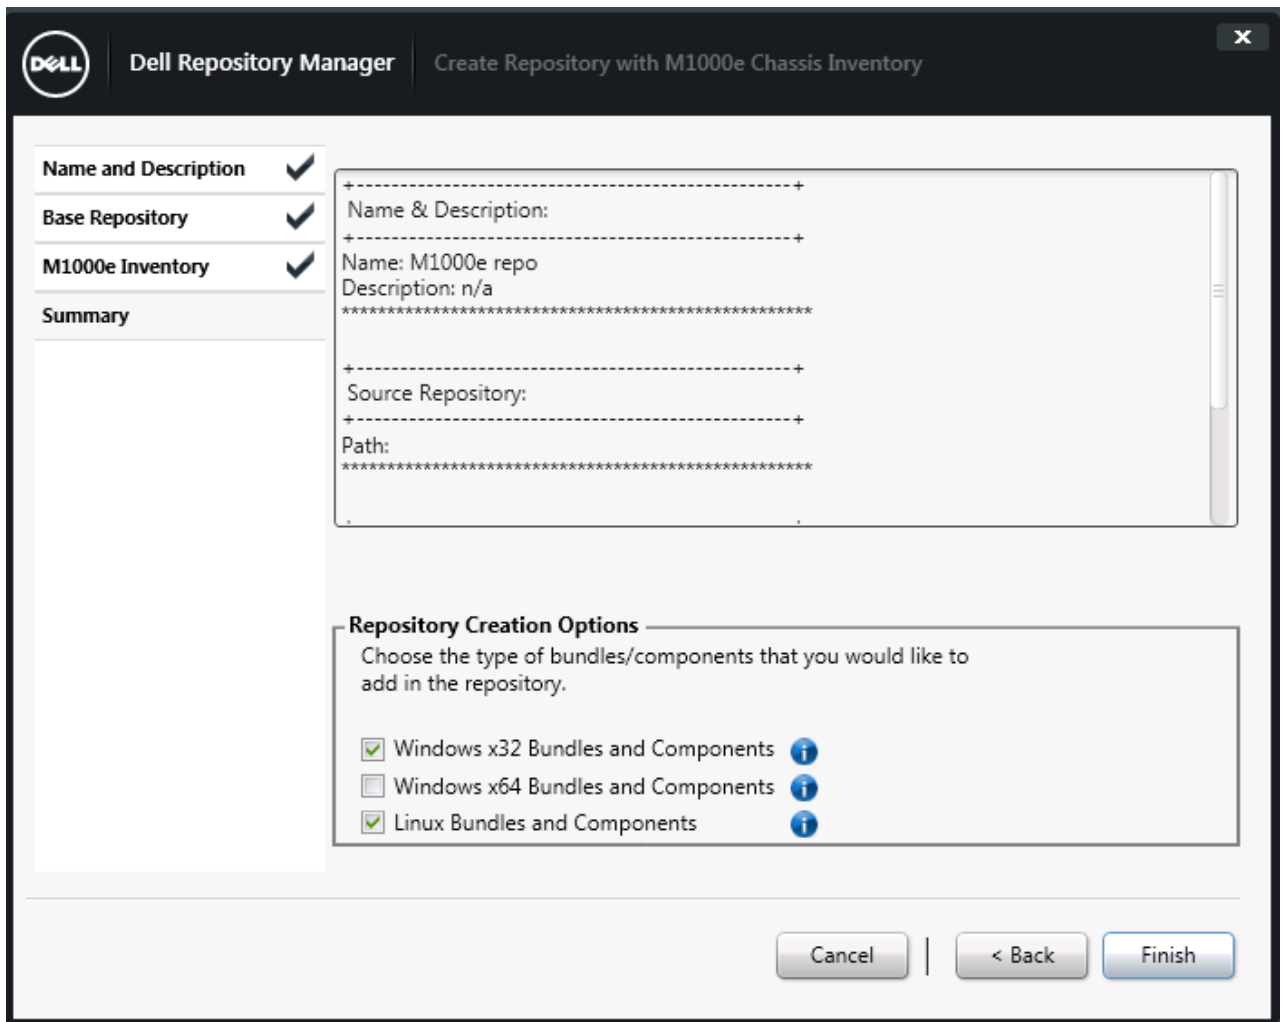 DELL
Dell Repository Manager
Create Repository with M1000e Chassis Inventory
x
Name and Description
Base Repository
M1000e Inventory
Summary
+--------------------------------------------------+
Name & Description:
+--------------------------------------------------+
Name: M1000e repo
Description: n/a
****************************************************
+--------------------------------------------------+
Source Repository:
+--------------------------------------------------+
Path:
****************************************************
Repository Creation Options
Choose the type of bundles/components that you would like to
add in the repository.
Windows x32 Bundles and Components
Windows x64 Bundles and Components
Linux Bundles and Components
Cancel
< Back
Finish